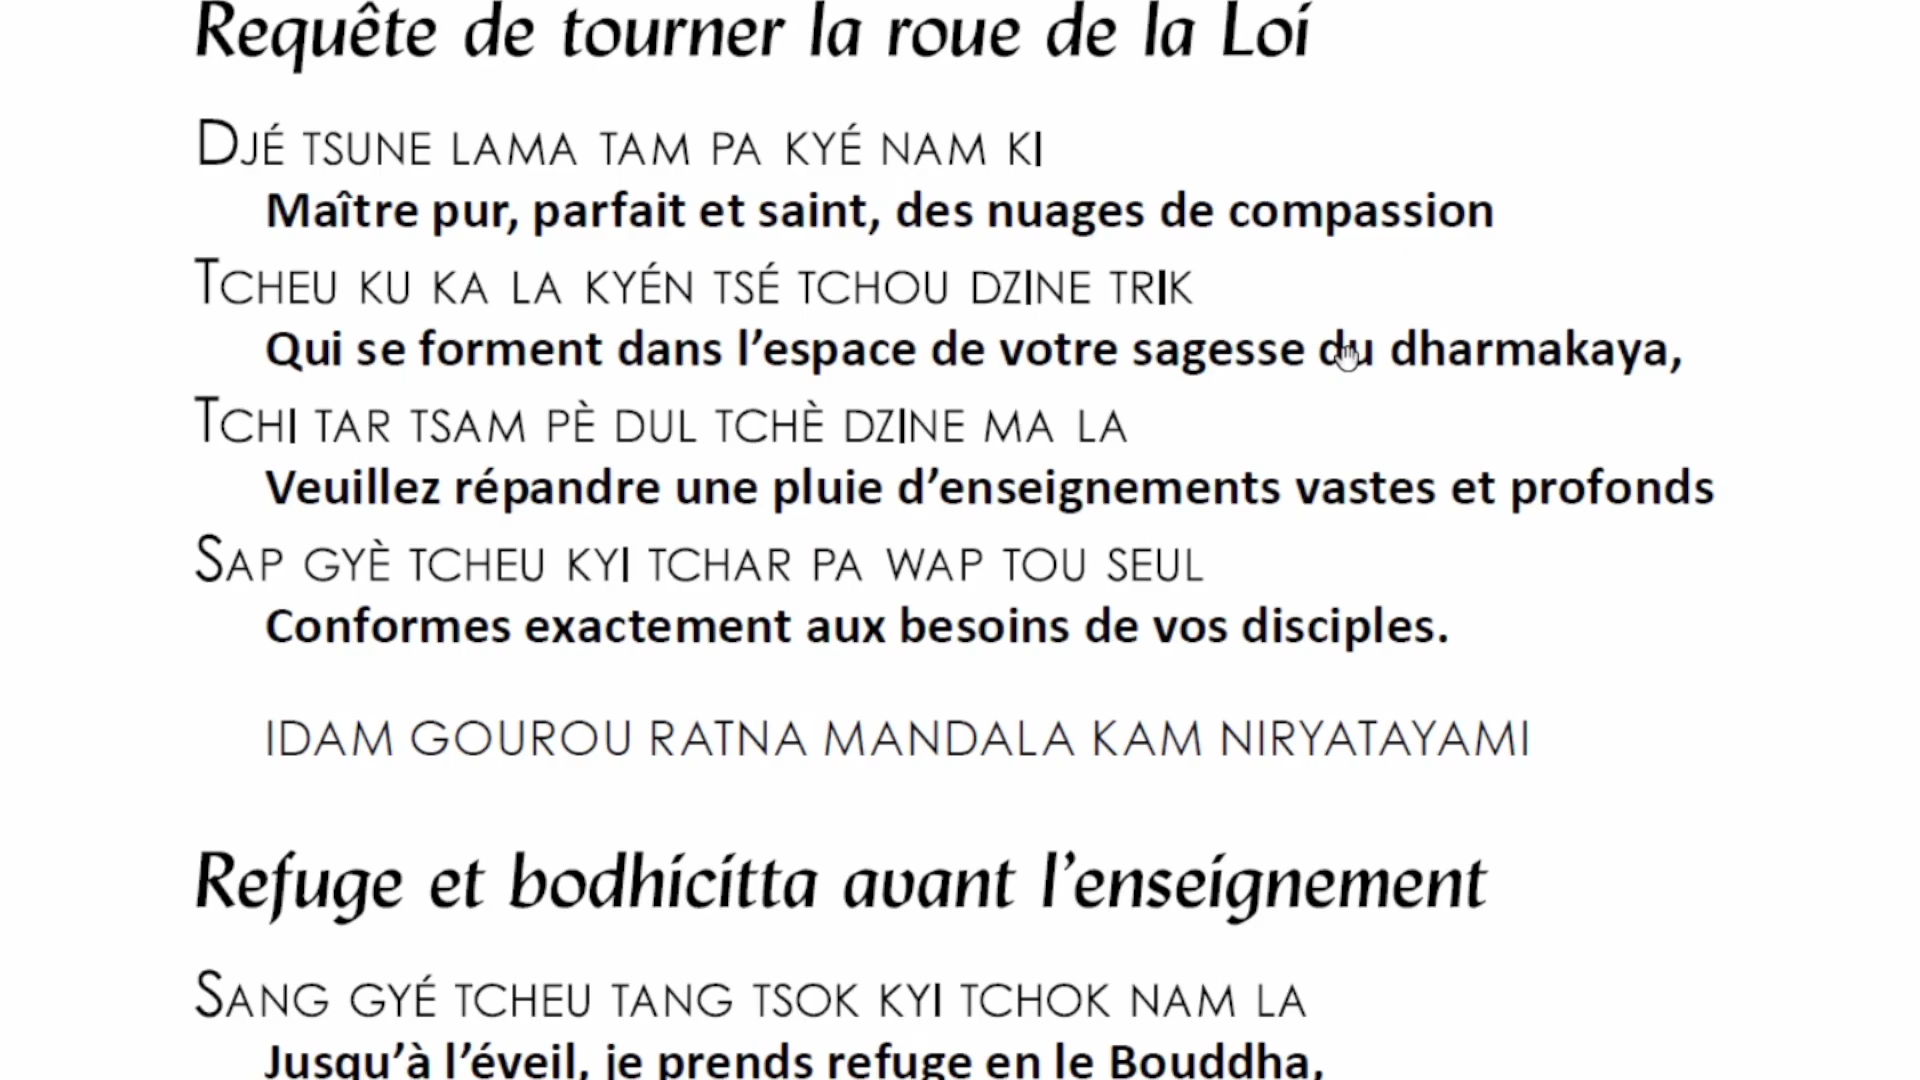 Requête de tourner la roue de la Loi
DJÉ TSUNE LAMA TAM PA KYÉ NAM KI
Maître pur, parfait et saint, des nuages de compassion
TCHEU KU KA LA KYÉN TSÉ TCHOU DZINE TRIK
Qui se forment dans l’espace de votre sagesse du dharmakaya,
TCHI TAR TSAM PÈ DUL TCHÈ DZINE MA LA
Veuillez répandre une pluie d’enseignements vastes et profonds
SAP GYÈ TCHEU KYI TCHAR PA WAP TOU SEUL
Conformes exactement aux besoins de vos disciples.
IDAM GOUROU RATNA MANDALA KAM NIRYATAYAMI
Refuge et bodhicitta avant l’enseignement
SANG GYÉ TCHEU TANG TSOK KYI TCHOK NAM LA
Jusqu’à l’éveil, je prends refuge en le Bouddha,